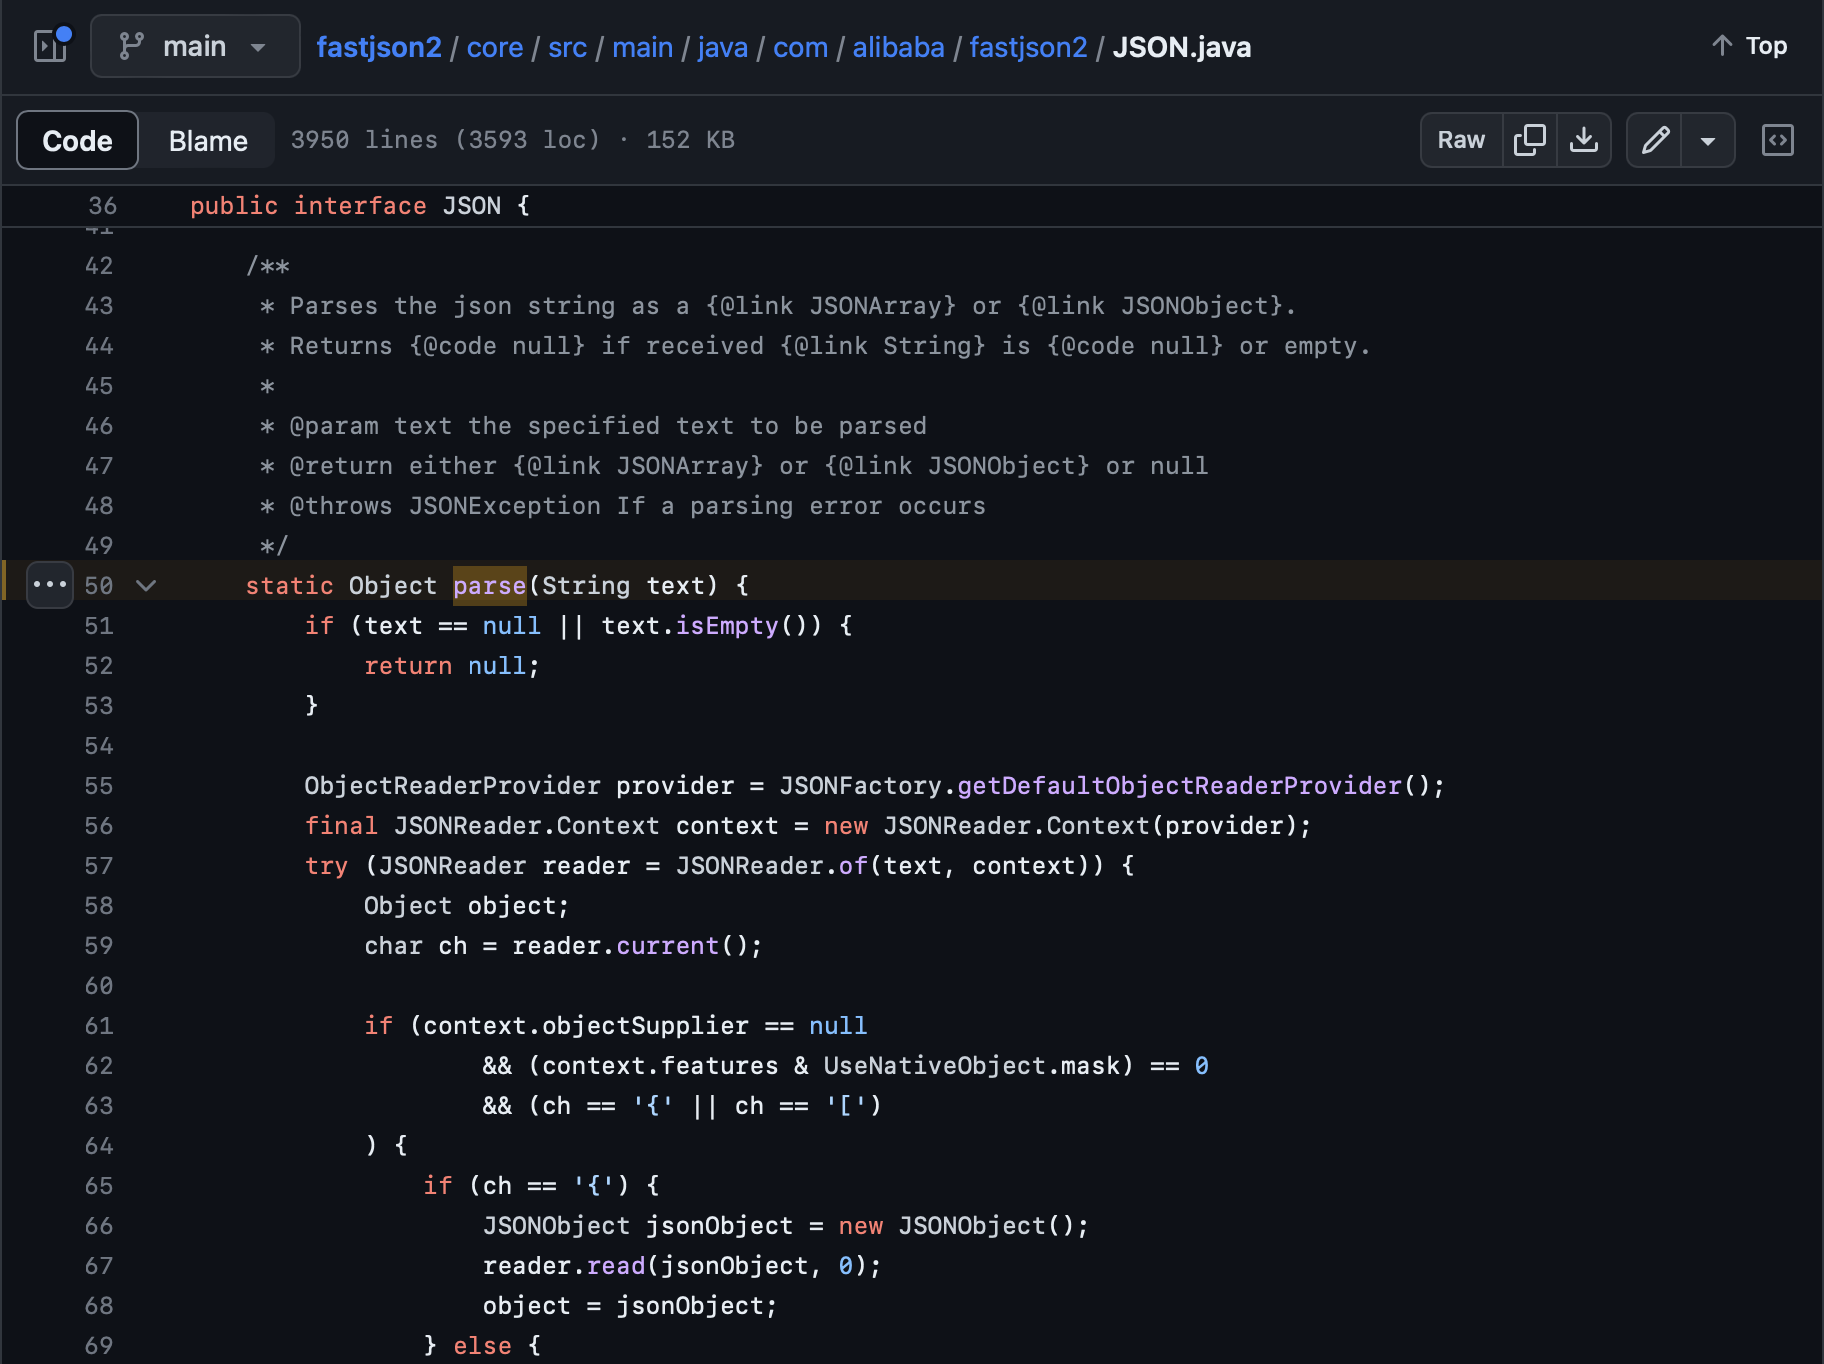 main fastjson2 / core / src / main / java / com / alibaba / fastjson2 / JSON.java Top
Code Blame 3950 lines (3593 loc) · 152 KB Raw
36 public interface JSON {
41
42 /**
43 * Parses the json string as a {@link JSONArray} or {@link JSONObject}.
44 * Returns {@code null} if received {@link String} is {@code null} or empty.
45 *
46 * @param text the specified text to be parsed
47 * @return either {@link JSONArray} or {@link JSONObject} or null
48 * @throws JSONException If a parsing error occurs
49 */
50 static Object parse(String text) {
51 if (text == null || text.isEmpty()) {
52 return null;
53 }
54
55 ObjectReaderProvider provider = JSONFactory.getDefaultObjectReaderProvider();
56 final JSONReader.Context context = new JSONReader.Context(provider);
57 try (JSONReader reader = JSONReader.of(text, context)) {
58 Object object;
59 char ch = reader.current();
60
61 if (context.objectSupplier == null
62 && (context.features & UseNativeObject.mask) == 0
63 && (ch == '{' || ch == '[')
64 ) {
65 if (ch == '{') {
66 JSONObject jsonObject = new JSONObject();
67 reader.read(jsonObject, 0);
68 object = jsonObject;
69 } else {